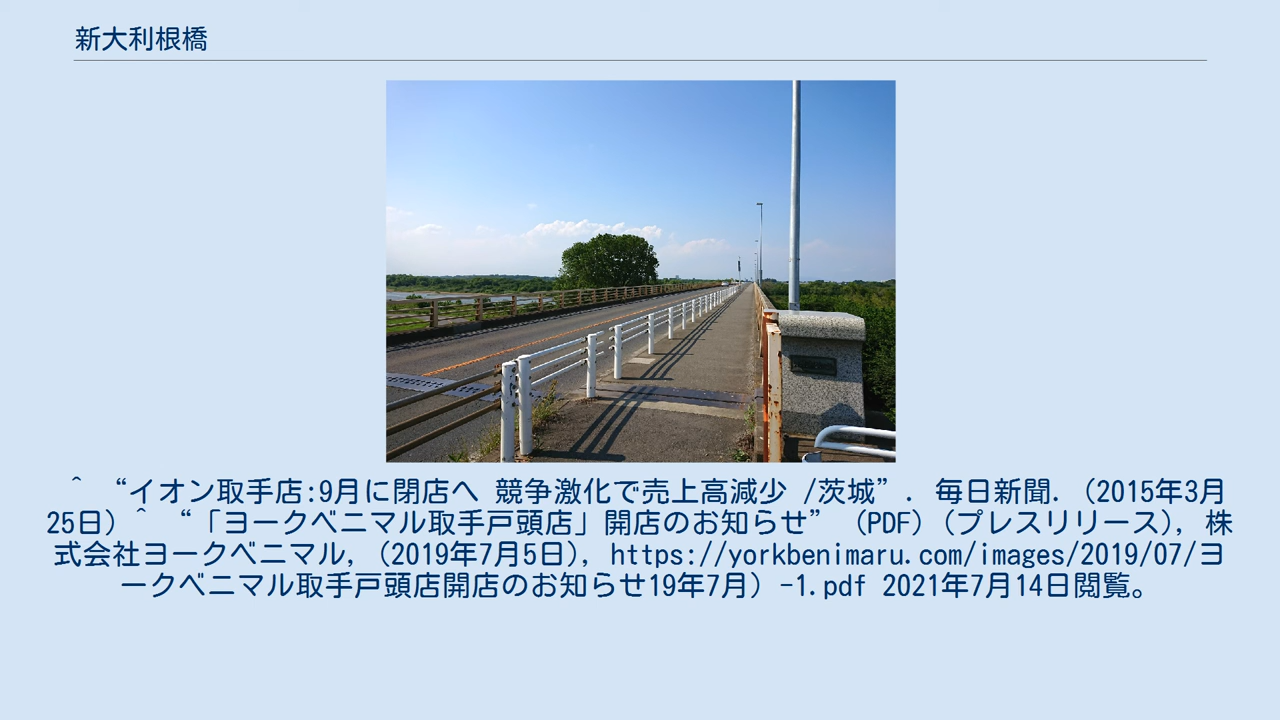 新大利根橋
^ “イオン取手店:9月に閉店へ 競争激化で売上高減少 /茨城”. 毎日新聞. (2015年3月
25日)^ “「ヨークベニマル取手戸頭店」開店のお知らせ” (PDF)(プレスリリース), 株
式会社ヨークベニマル, (2019年7月5日), https://yorkbenimaru.com/images/2019/07/ヨ
ークベニマル取手戸頭店開店のお知らせ19年7月）-1.pdf 2021年7月14日閲覧。